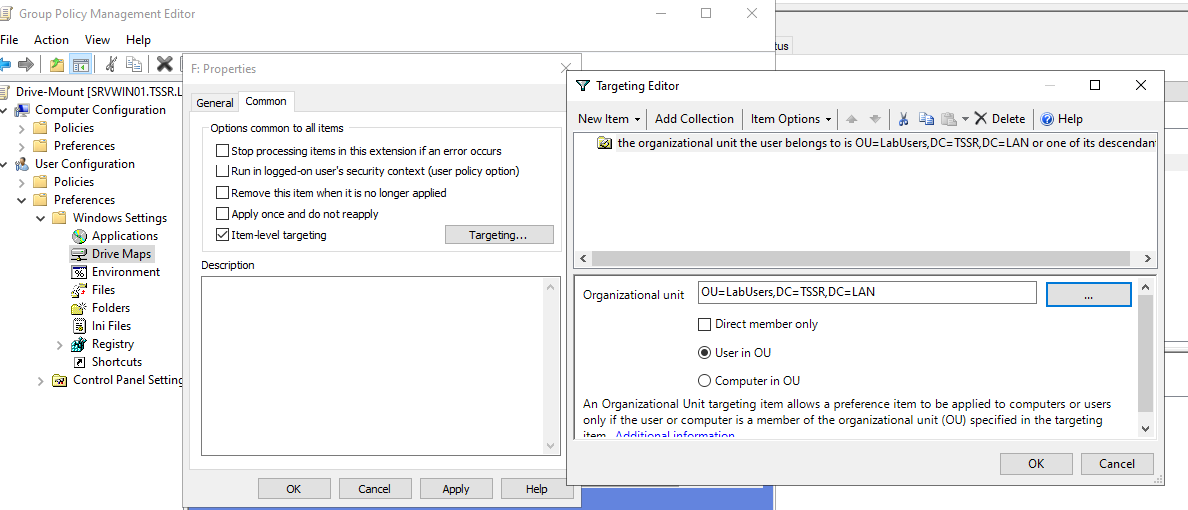 Group Policy Management Editor
File Action View Help
Drive-Mount [SRVWIN01.TSSR.L
Computer Configuration
Policies
Preferences
User Configuration
Policies
Preferences
Windows Settings
Applications
Drive Maps
Environment
Files
Folders
Ini Files
Registry
Shortcuts
Control Panel Setting
F: Properties
General Common
Options common to all items
Stop processing items in this extension if an error occurs
Run in logged-on user's security context (user policy option)
Remove this item when it is no longer applied
Apply once and do not reapply
Item-level targeting
Targeting...
Description
OK Cancel Apply Help
Targeting Editor
New Item Add Collection Item Options Delete Help
the organizational unit the user belongs to is OU=LabUsers,DC=TSSR,DC=LAN or one of its descendant
Organizational unit OU=LabUsers,DC=TSSR,DC=LAN ...
Direct member only
User in OU
Computer in OU
An Organizational Unit targeting item allows a preference item to be applied to computers or users
only if the user or computer is a member of the organizational unit (OU) specified in the targeting
item. Additional information
OK Cancel
tus